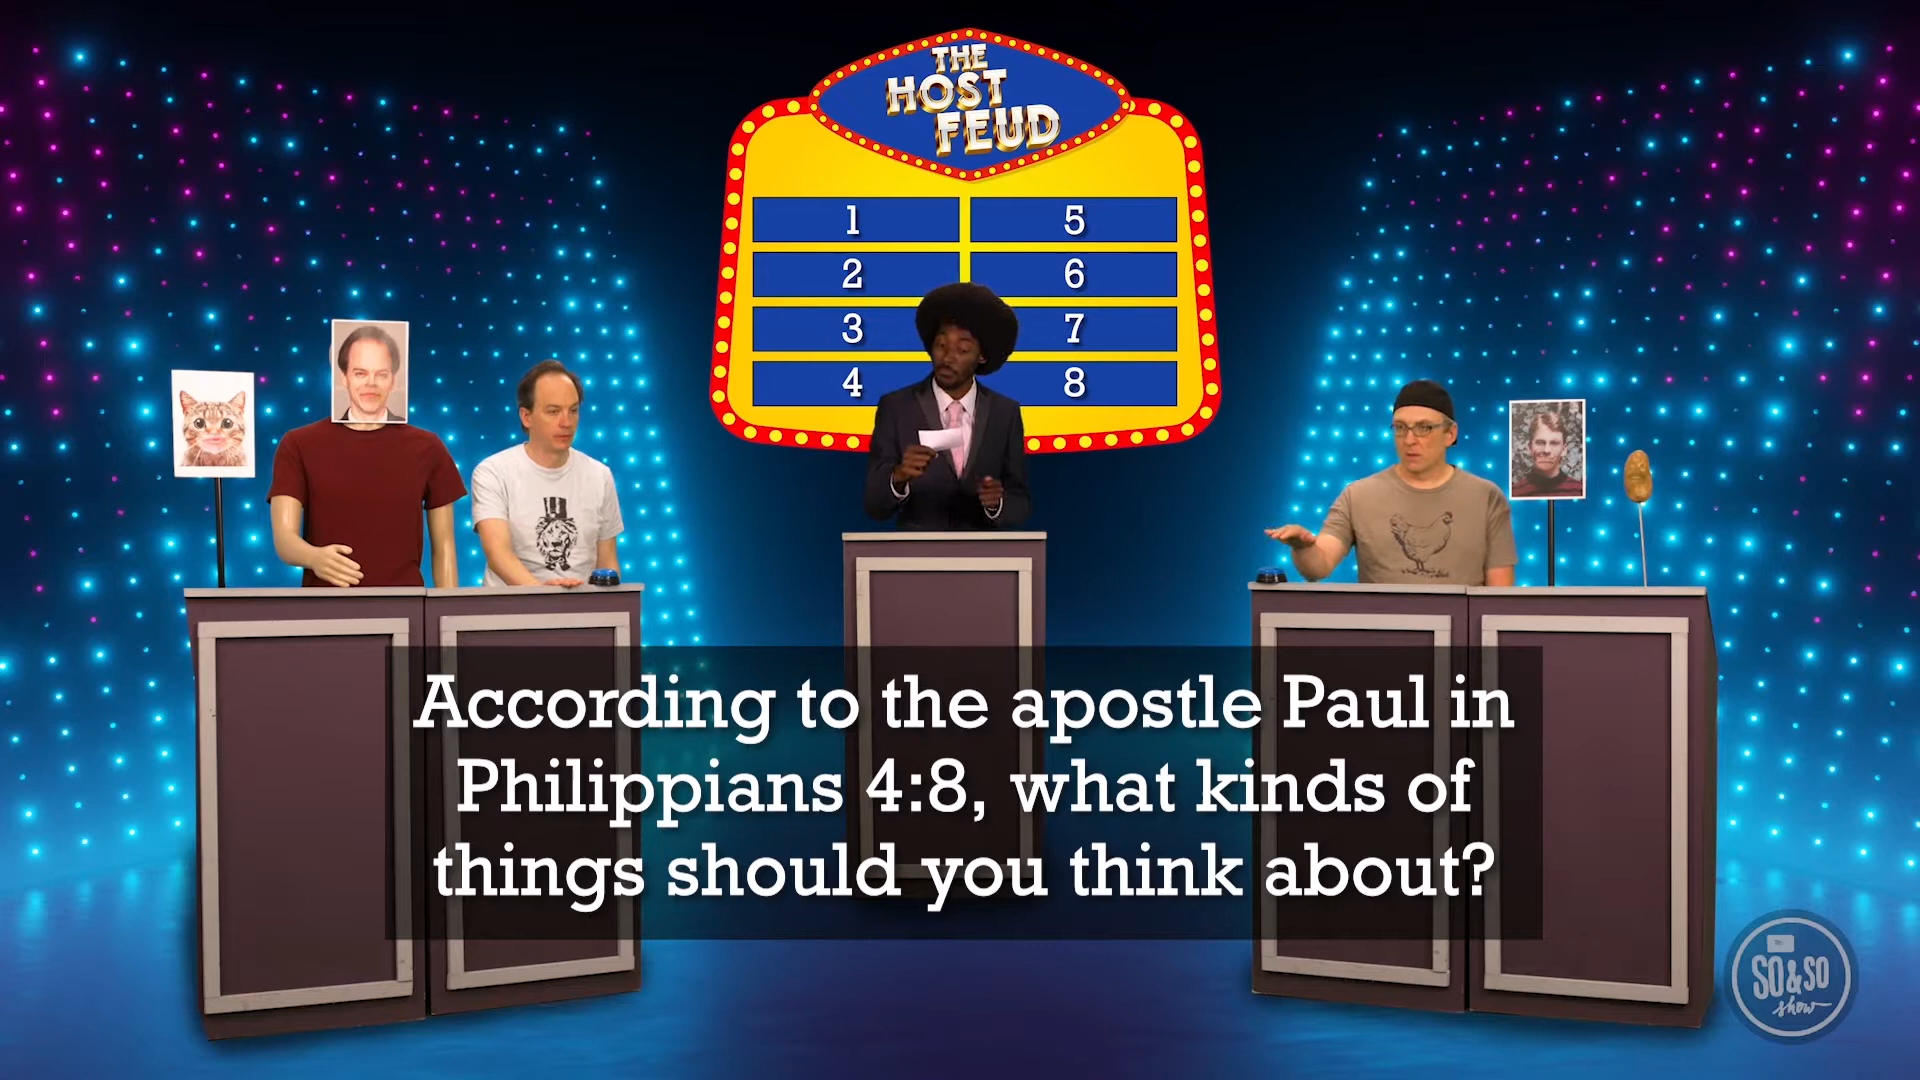 THE
HOST
FEUD
1
5
2
6
3
7
4
8
According to the apostle Paul in
Philippians 4:8, what kinds of
things should you think about?
SO&SO
show